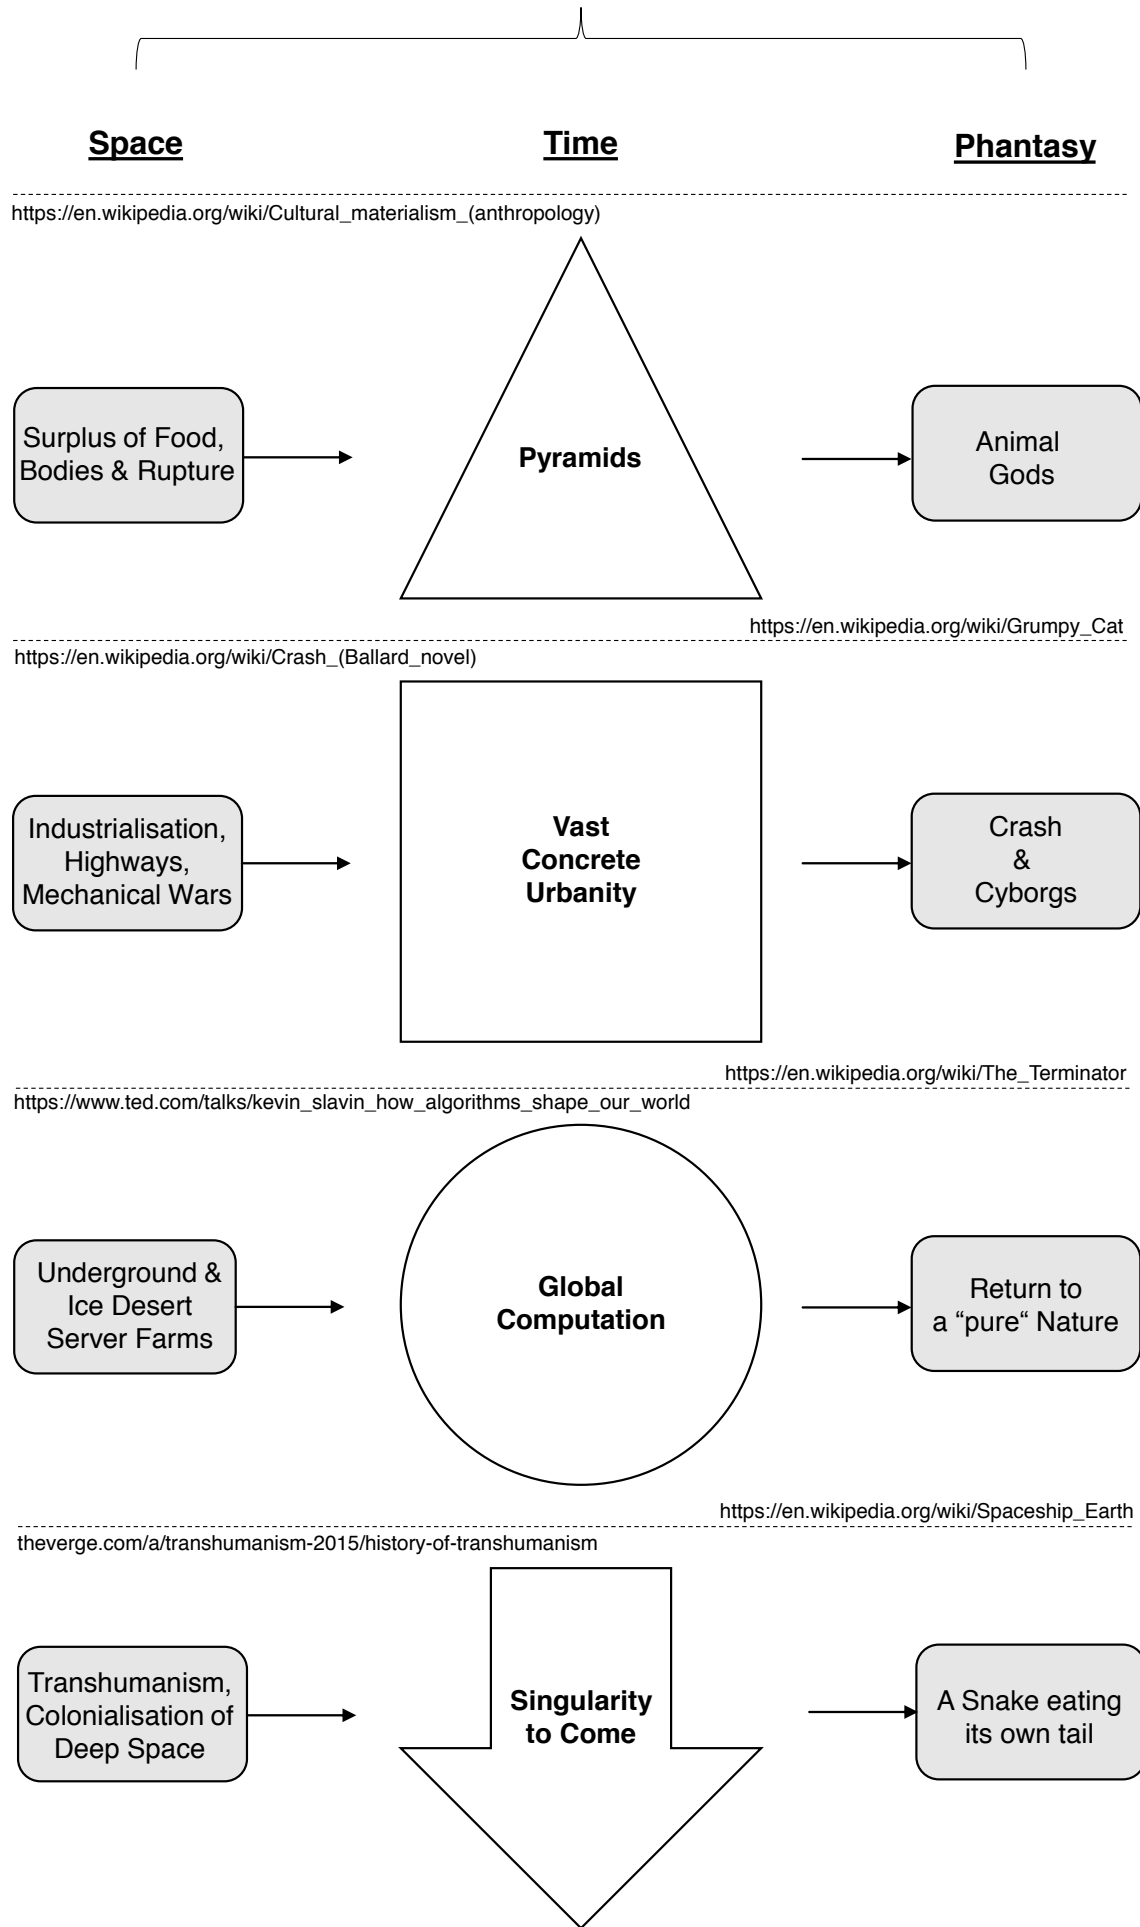 Space
Time
Phantasy
https://en.wikipedia.org/wiki/Cultural_materialism_(anthropology)
Surplus of Food,
Bodies & Rupture
Pyramids
Animal
Gods
https://en.wikipedia.org/wiki/Grumpy_Cat
https://en.wikipedia.org/wiki/Crash_(Ballard_novel)
Industrialisation,
Highways,
Mechanical Wars
Vast
Concrete
Urbanity
Crash
&
Cyborgs
https://en.wikipedia.org/wiki/The_Terminator
https://www.ted.com/talks/kevin_slavin_how_algorithms_shape_our_world
Underground &
Ice Desert
Server Farms
Global
Computation
Return to
a “pure“ Nature
https://en.wikipedia.org/wiki/Spaceship_Earth
theverge.com/a/transhumanism-2015/history-of-transhumanism
Transhumanism,
Colonialisation of
Deep Space
Singularity
to Come
A Snake eating
its own tail